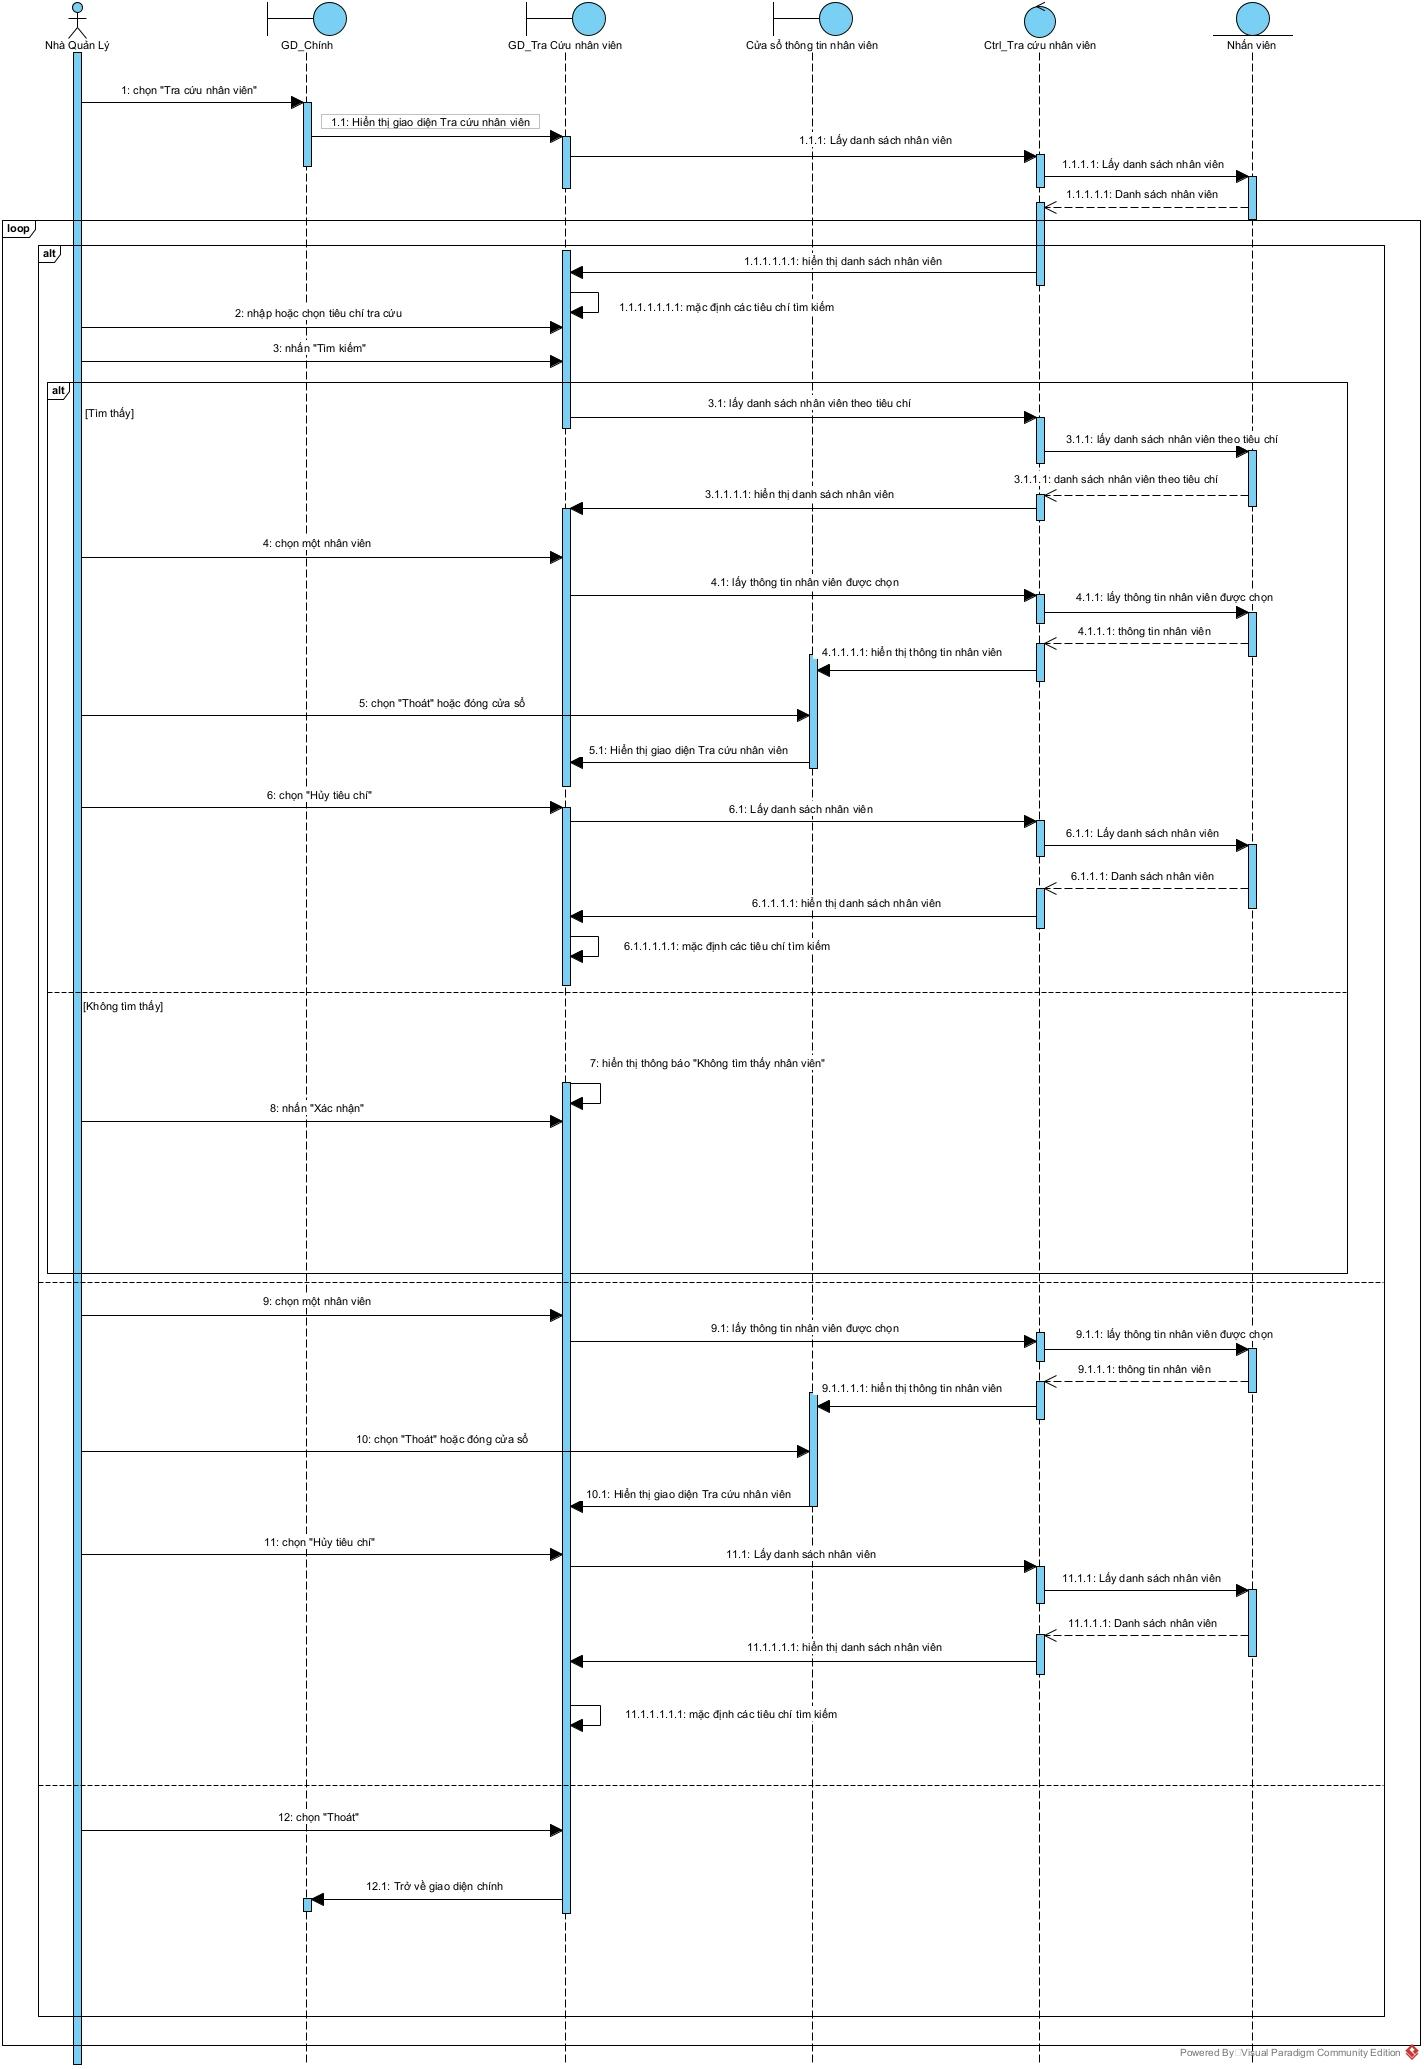 Nhà Quản Lý
GD_Chính
GD_Tra Cứu nhân viên
Cửa sổ thông tin nhân viên
Ctrl_Tra cứu nhân viên
Nhấn viên
1: chọn "Tra cứu nhân viên"
1.1: Hiển thị giao diện Tra cứu nhân viên
1.1.1: Lấy danh sách nhân viên
1.1.1.1: Lấy danh sách nhân viên
1.1.1.1.1: Danh sách nhân viên
loop
alt
1.1.1.1.1.1: hiển thị danh sách nhân viên
1.1.1.1.1.1.1: mặc định các tiêu chí tìm kiếm
2: nhập hoặc chọn tiêu chí tra cứu
3: nhấn "Tìm kiếm"
alt
[Tìm thấy]
3.1: lấy danh sách nhân viên theo tiêu chí
3.1.1: lấy danh sách nhân viên theo tiêu chí
3.1.1.1: danh sách nhân viên theo tiêu chí
3.1.1.1.1: hiển thị danh sách nhân viên
4: chọn một nhân viên
4.1: lấy thông tin nhân viên được chọn
4.1.1: lấy thông tin nhân viên được chọn
4.1.1.1: thông tin nhân viên
4.1.1.1.1: hiển thị thông tin nhân viên
5: chọn "Thoát" hoặc đóng cửa sổ
5.1: Hiển thị giao diện Tra cứu nhân viên
6: chọn "Hủy tiêu chí"
6.1: Lấy danh sách nhân viên
6.1.1: Lấy danh sách nhân viên
6.1.1.1: Danh sách nhân viên
6.1.1.1.1: hiển thị danh sách nhân viên
6.1.1.1.1.1: mặc định các tiêu chí tìm kiếm
[Không tìm thấy]
7: hiển thị thông báo "Không tìm thấy nhân viên"
8: nhấn "Xác nhận"
9: chọn một nhân viên
9.1: lấy thông tin nhân viên được chọn
9.1.1: lấy thông tin nhân viên được chọn
9.1.1.1: thông tin nhân viên
9.1.1.1.1: hiển thị thông tin nhân viên
10: chọn "Thoát" hoặc đóng cửa sổ
10.1: Hiển thị giao diện Tra cứu nhân viên
11: chọn "Hủy tiêu chí"
11.1: Lấy danh sách nhân viên
11.1.1: Lấy danh sách nhân viên
11.1.1.1: Danh sách nhân viên
11.1.1.1.1: hiển thị danh sách nhân viên
11.1.1.1.1.1: mặc định các tiêu chí tìm kiếm
12: chọn "Thoát"
12.1: Trở về giao diện chính
Powered By Visual Paradigm Community Edition